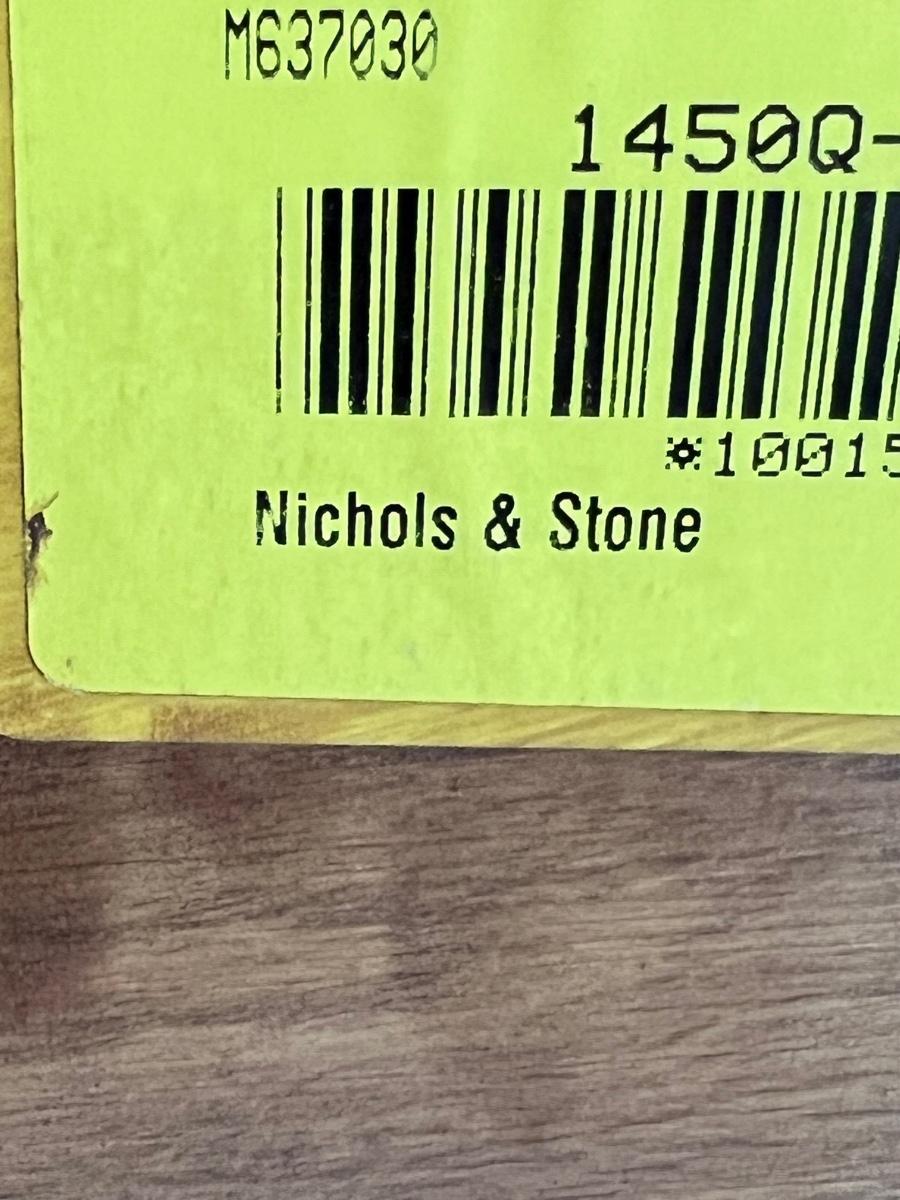 M637030
1450Q-
*10015
Nichols & Stone